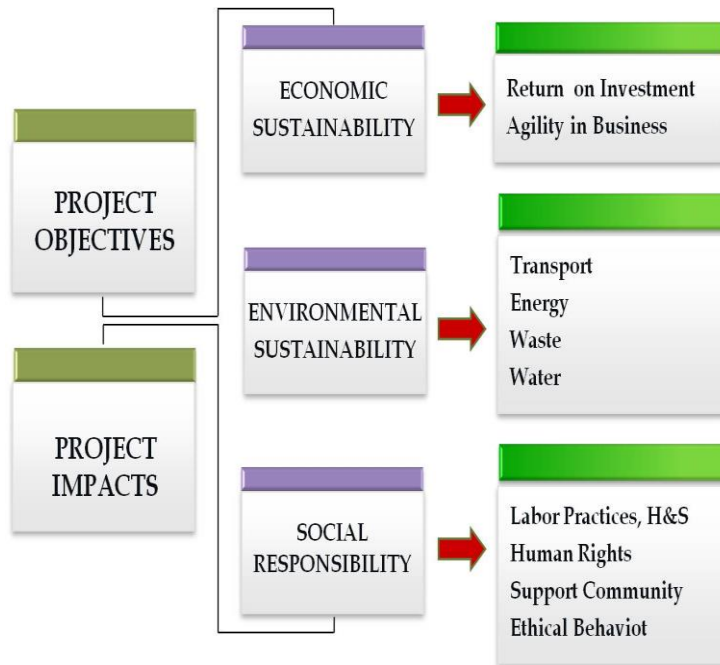 PROJECT
OBJECTIVES
PROJECT
IMPACTS
ECONOMIC
SUSTAINABILITY
Return on Investment
Agility in Business
ENVIRONMENTAL
SUSTAINABILITY
Transport
Energy
Waste
Water
SOCIAL
RESPONSIBILITY
Labor Practices, H&S
Human Rights
Support Community
Ethical Behaviot